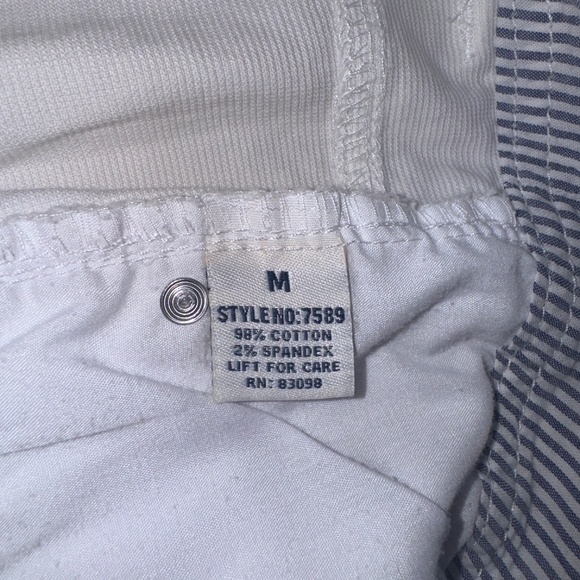 M
STYLE NO:7589
98% COTTON
2% SPANDEX
LIFT FOR CARE
RN: 83098